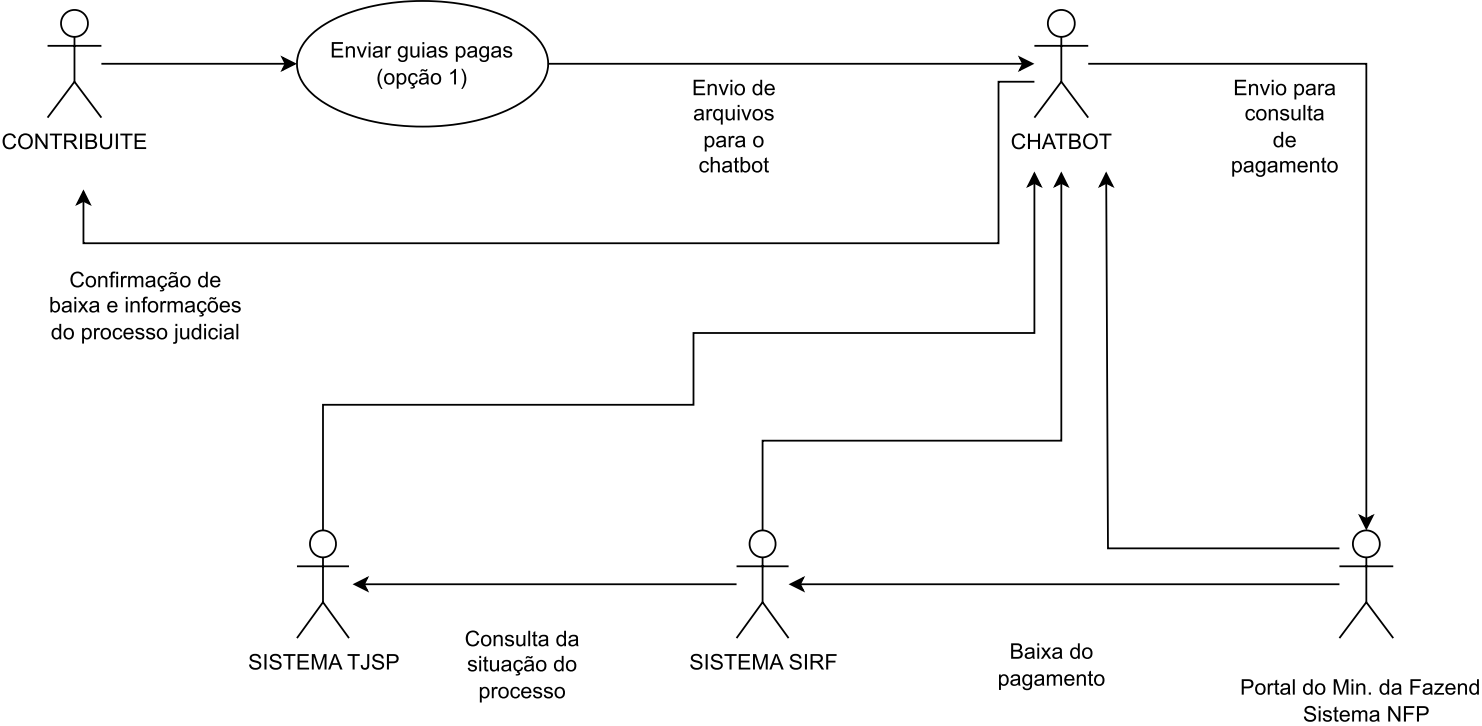 Enviar guias pagas
(opção 1)
CONTRIBUITE
Envio de
arquivos
para o
chatbot
CHATBOT
Envio para
consulta
de
pagamento
Confirmação de
baixa e informações
do processo judicial
SISTEMA TJSP
Consulta da
situação do
processo
SISTEMA SIRF
Baixa do
pagamento
Portal do Min. da Fazend
Sistema NFP